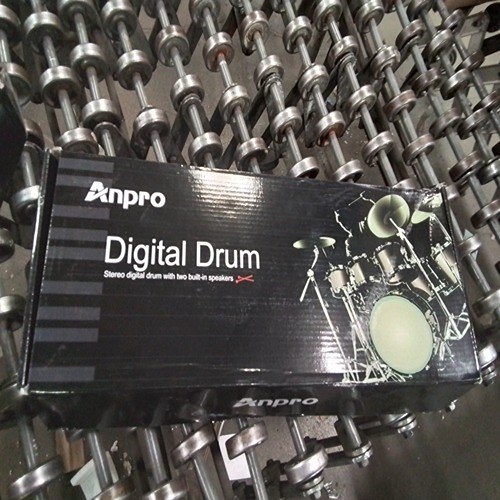 Anpro
Digital Drum
Stereo digital drum with two built-in speakers
Anpro